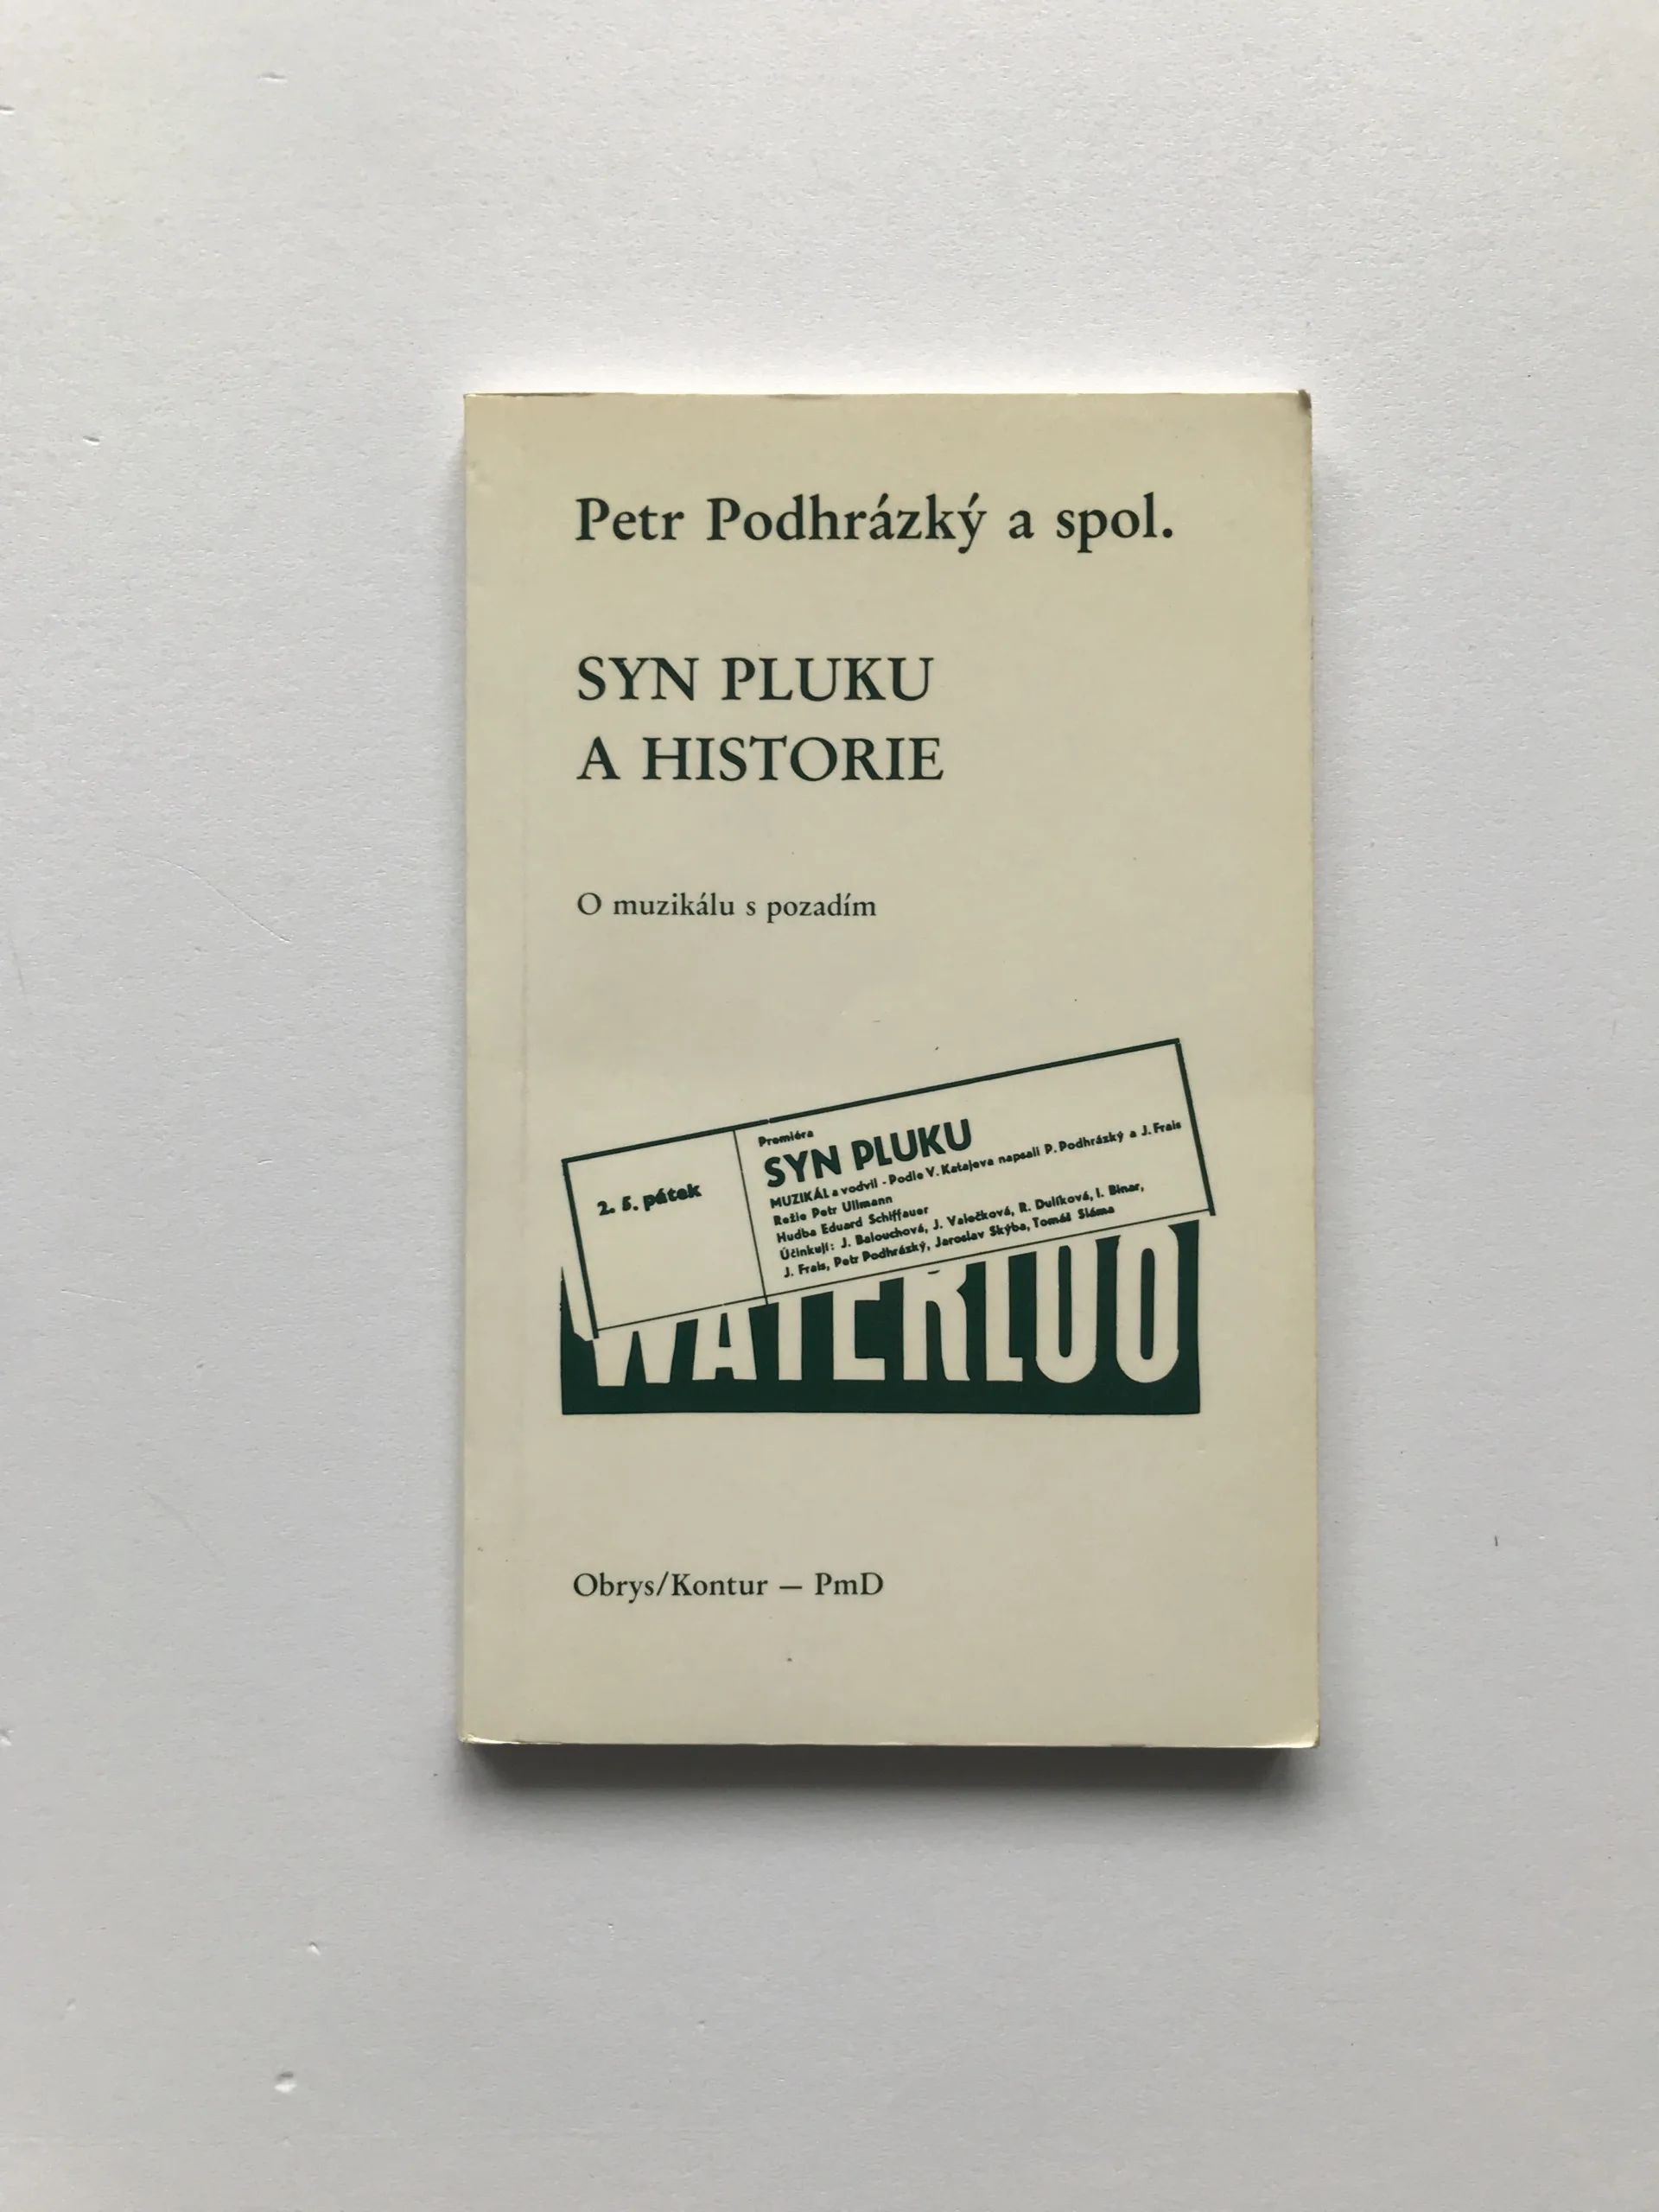 Petr Podhrázký a spol.
SYN PLUKU
A HISTORIE
O muzikálu s pozadím
2. 5. pátek
Premiéra
SYN PLUKU
MUZIKÁL a vodvil - Podle V. Katajeva napsali P. Podhrázký a J. Frais
Režie Petr Ullmann
Hudba Eduard Schiffauer
Účinkují: J. Balouchová, J. Valečková, R. Dulíková, I. Binar,
J. Frais, Petr Podhrázký, Jaroslav Skýba, Tomáš Sláma
WATERLOO
Obrys/Kontur — PmD